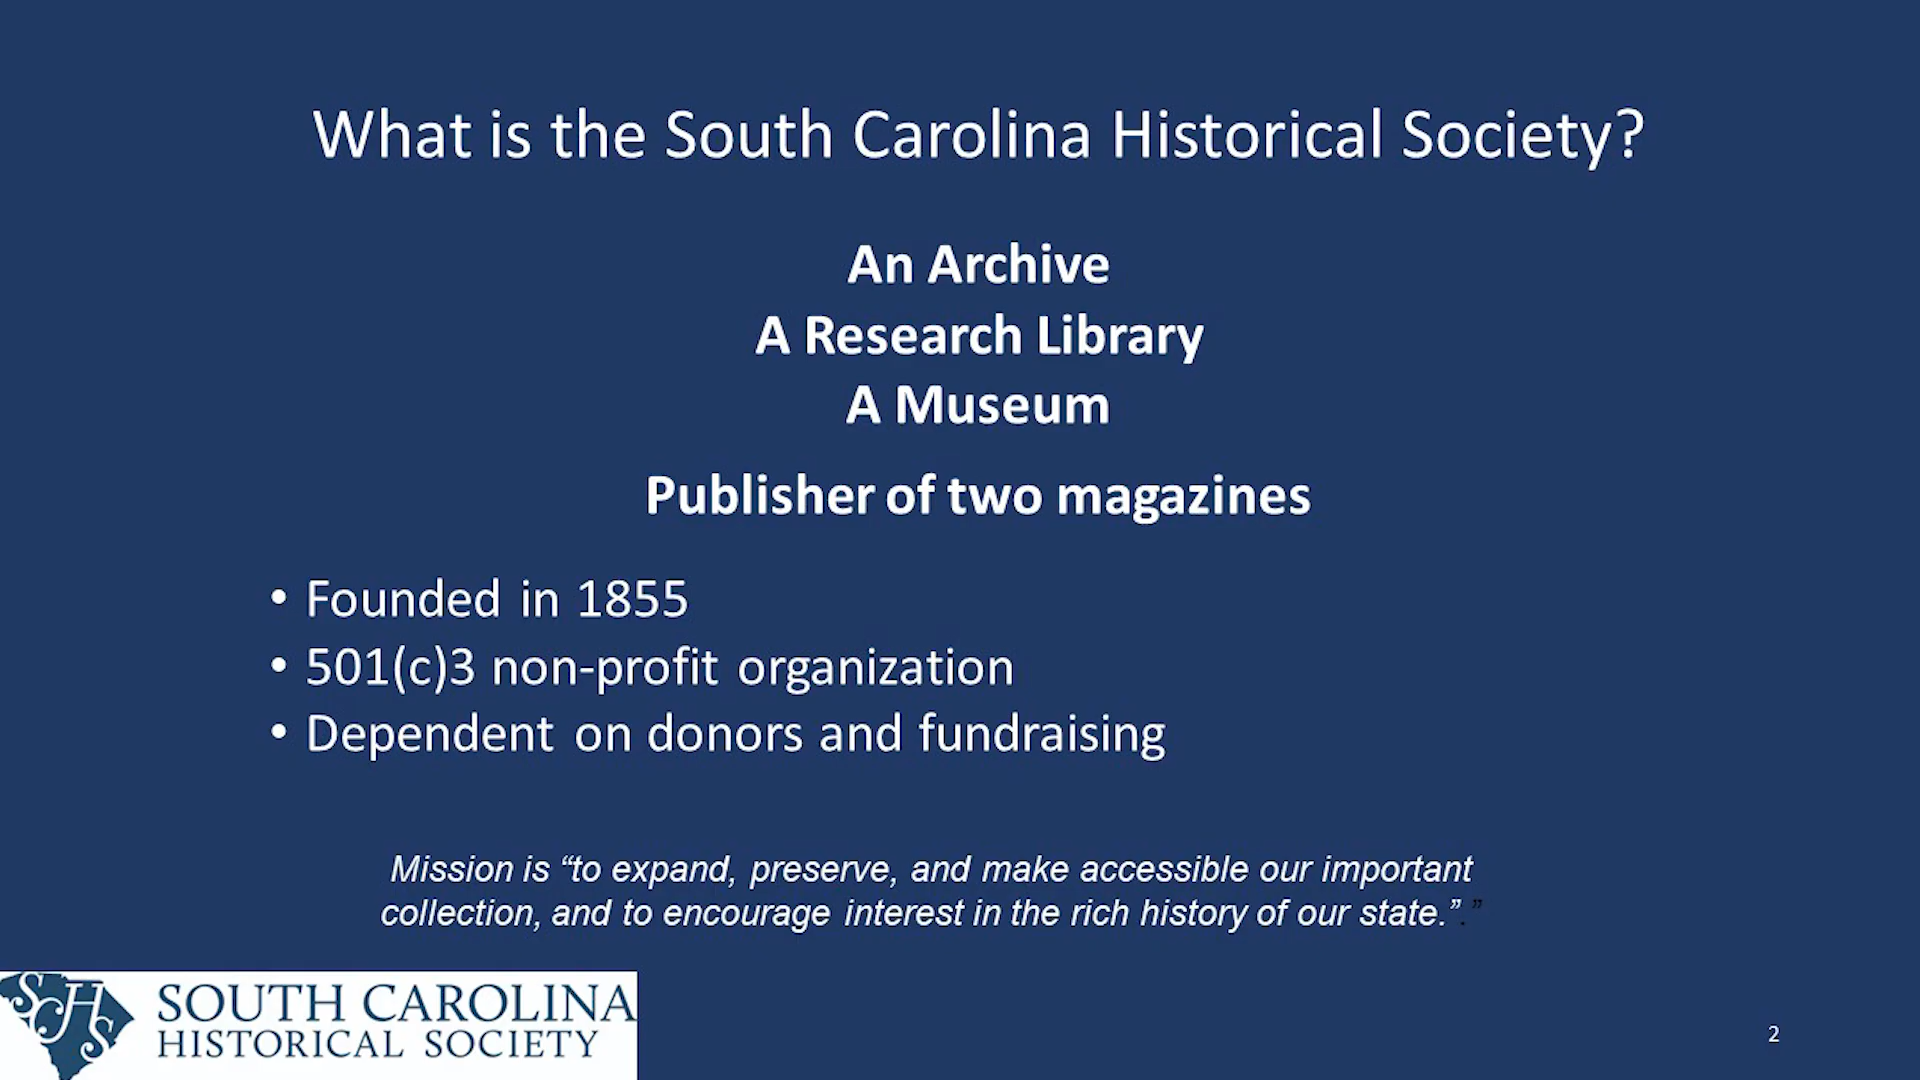 What is the South Carolina Historical Society?
An Archive
A Research Library
A Museum
Publisher of two magazines
• Founded in 1855
• 501(c)3 non-profit organization
• Dependent on donors and fundraising
Mission is “to expand, preserve, and make accessible our important
collection, and to encourage interest in the rich history of our state.”.”
SCHS
SOUTH CAROLINA
HISTORICAL SOCIETY
2